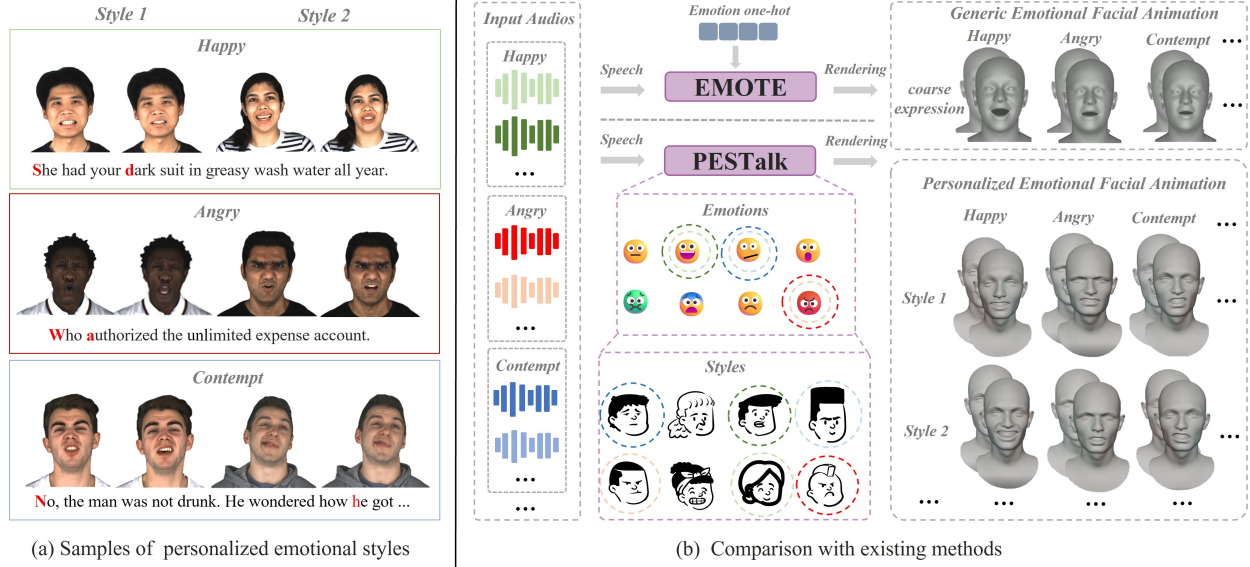 Style 1
Style 2
Happy
She had your dark suit in greasy wash water all year.
Angry
Who authorized the unlimited expense account.
Contempt
No, the man was not drunk. He wondered how he got ...
(a) Samples of personalized emotional styles
Input Audios
Happy
Angry
...
Contempt
...
Emotion one-hot
Speech
EMOTE
Rendering
Speech
PESTalk
Rendering
Emotions
Styles
Generic Emotional Facial Animation
Happy
Angry
Contempt
...
coarse
expression
...
Personalized Emotional Facial Animation
Happy
Angry
Contempt
...
Style 1
...
Style 2
...
...
...
...
...
(b) Comparison with existing methods